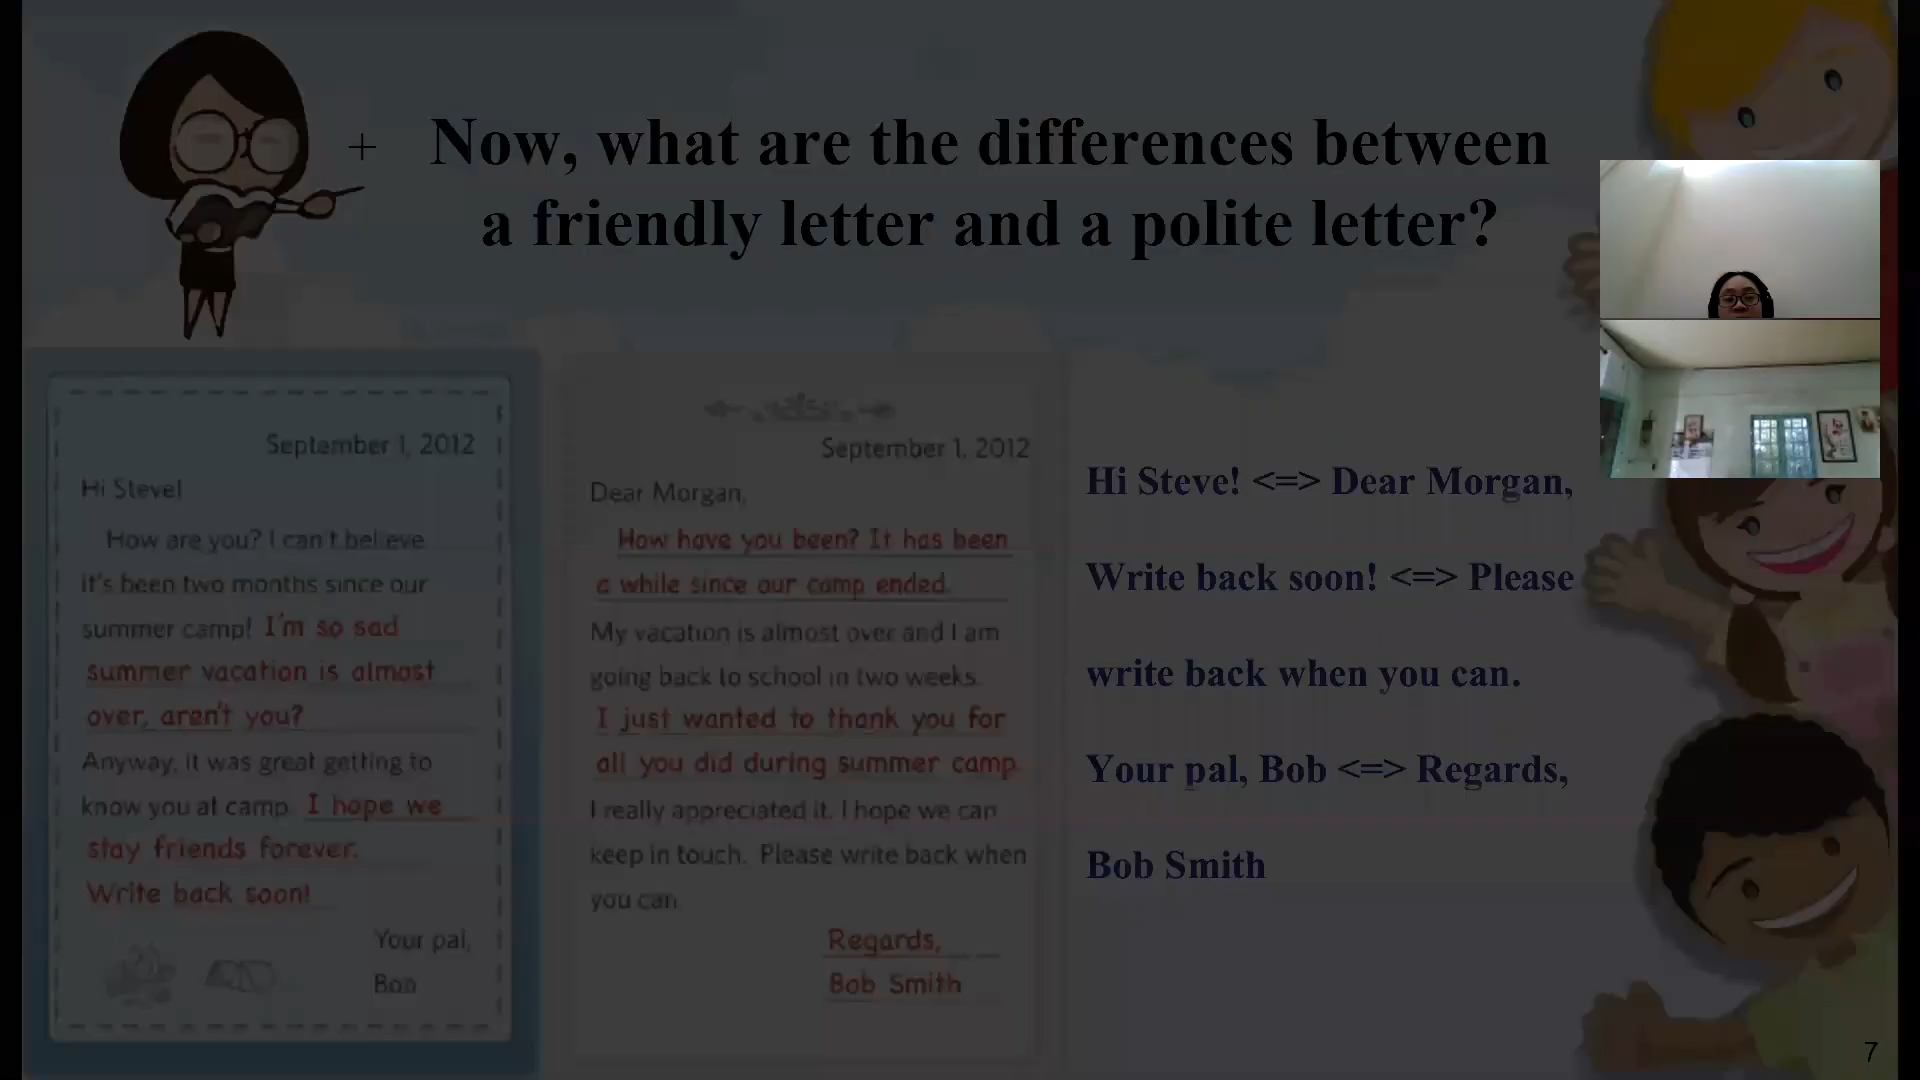 + Now, what are the differences between
a friendly letter and a polite letter?
September 1, 2012
Hi Steve!
How are you? I can't believe
it's been two months since our
summer camp! I'm so sad
summer vacation is almost
over, aren't you?
Anyway, it was great getting to
know you at camp. I hope we
stay friends forever.
Write back soon!
Your pal,
Bob
September 1, 2012
Dear Morgan,
How have you been? It has been
a while since our camp ended.
My vacation is almost over and I am
going back to school in two weeks.
I just wanted to thank you for
all you did during summer camp.
I really appreciated it. I hope we can
keep in touch. Please write back when
you can.
Regards,
Bob Smith
Hi Steve! <=> Dear Morgan,
Write back soon! <=> Please
write back when you can.
Your pal, Bob <=> Regards,
Bob Smith
7